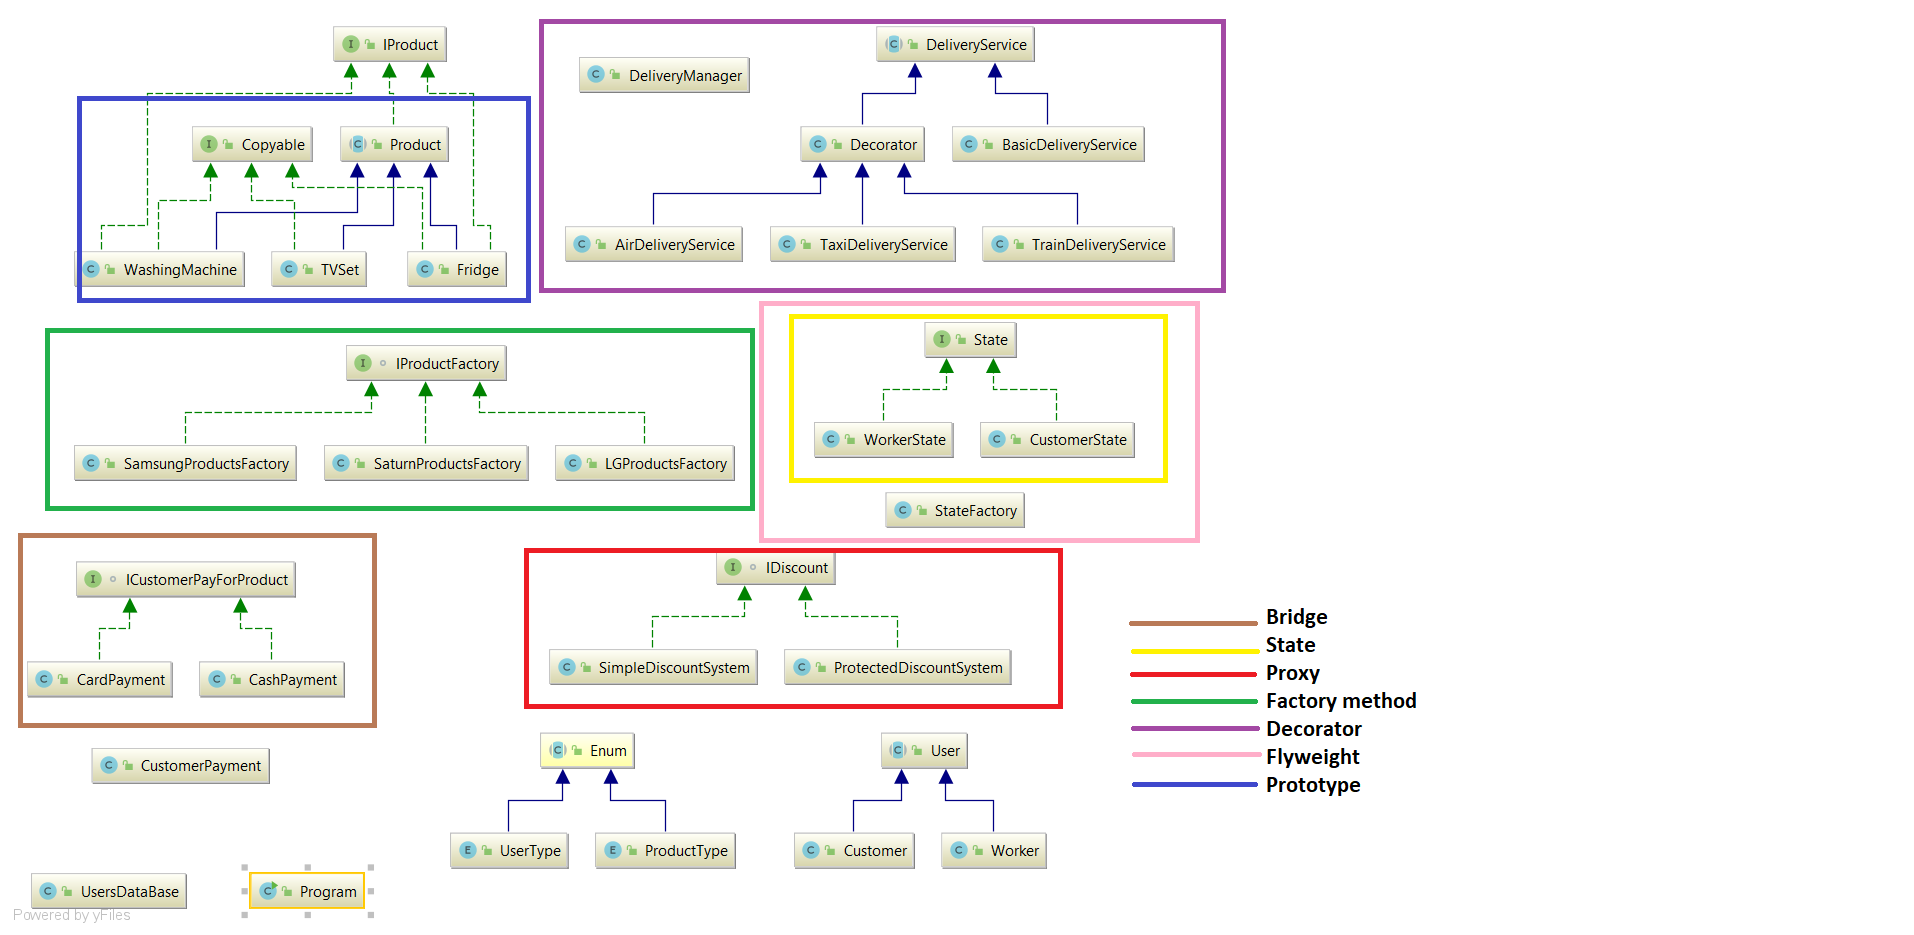 IProduct
DeliveryService
DeliveryManager
Copyable
Product
Decorator
BasicDeliveryService
AirDeliveryService
TaxiDeliveryService
TrainDeliveryService
WashingMachine
TVSet
Fridge
State
IProductFactory
WorkerState
CustomerState
SamsungProductsFactory
SaturnProductsFactory
LGProductsFactory
StateFactory
ICustomerPayForProduct
IDiscount
CardPayment
CashPayment
SimpleDiscountSystem
ProtectedDiscountSystem
Bridge
State
Proxy
Factory method
Decorator
Flyweight
Prototype
CustomerPayment
Enum
User
UserType
ProductType
Customer
Worker
UsersDataBase
Program
Powered by yFiles